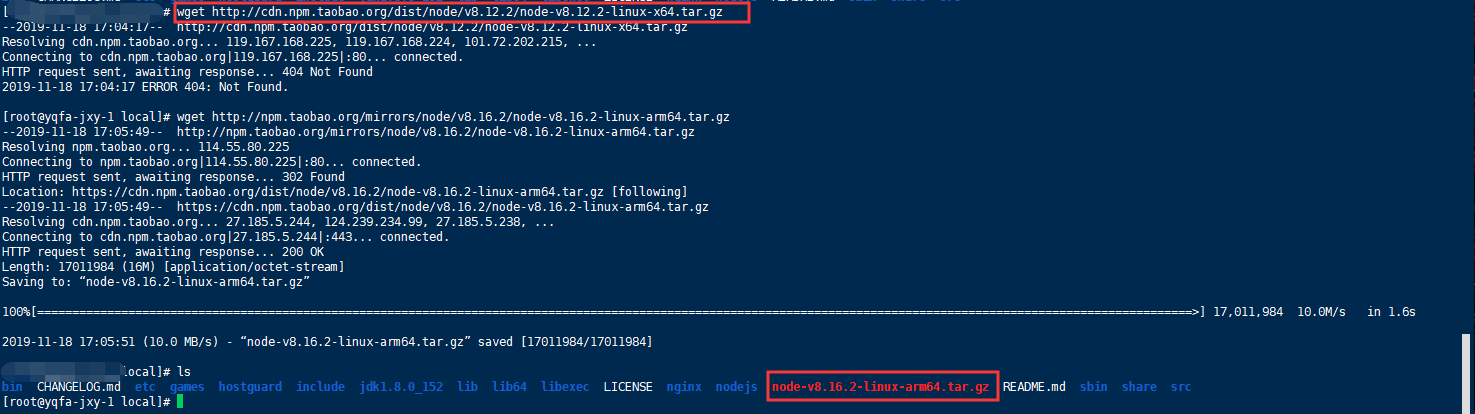 [ # wget http://cdn.npm.taobao.org/dist/node/v8.12.2/node-v8.12.2-linux-x64.tar.gz
--2019-11-18 17:04:17-- http://cdn.npm.taobao.org/dist/node/v8.12.2/node-v8.12.2-linux-x64.tar.gz
Resolving cdn.npm.taobao.org... 119.167.168.225, 119.167.168.224, 101.72.202.215, ...
Connecting to cdn.npm.taobao.org|119.167.168.225|:80... connected.
HTTP request sent, awaiting response... 404 Not Found
2019-11-18 17:04:17 ERROR 404: Not Found.
[root@yqfa-jxy-1 local]# wget http://npm.taobao.org/mirrors/node/v8.16.2/node-v8.16.2-linux-arm64.tar.gz
--2019-11-18 17:05:49-- http://npm.taobao.org/mirrors/node/v8.16.2/node-v8.16.2-linux-arm64.tar.gz
Resolving npm.taobao.org... 114.55.80.225
Connecting to npm.taobao.org|114.55.80.225|:80... connected.
HTTP request sent, awaiting response... 302 Found
Location: https://cdn.npm.taobao.org/dist/node/v8.16.2/node-v8.16.2-linux-arm64.tar.gz [following]
--2019-11-18 17:05:49-- https://cdn.npm.taobao.org/dist/node/v8.16.2/node-v8.16.2-linux-arm64.tar.gz
Resolving cdn.npm.taobao.org... 27.185.5.244, 124.239.234.99, 27.185.5.238, ...
Connecting to cdn.npm.taobao.org|27.185.5.244|:443... connected.
HTTP request sent, awaiting response... 200 OK
Length: 17011984 (16M) [application/octet-stream]
Saving to: “node-v8.16.2-linux-arm64.tar.gz”
100%[=====================================================================================================================================================================>] 17,011,984 10.0M/s in 1.6s
2019-11-18 17:05:51 (10.0 MB/s) - “node-v8.16.2-linux-arm64.tar.gz” saved [17011984/17011984]
local]# ls
bin CHANGELOG.md etc games hostguard include jdk1.8.0_152 lib lib64 libexec LICENSE nginx nodejs node-v8.16.2-linux-arm64.tar.gz README.md sbin share src
[root@yqfa-jxy-1 local]#